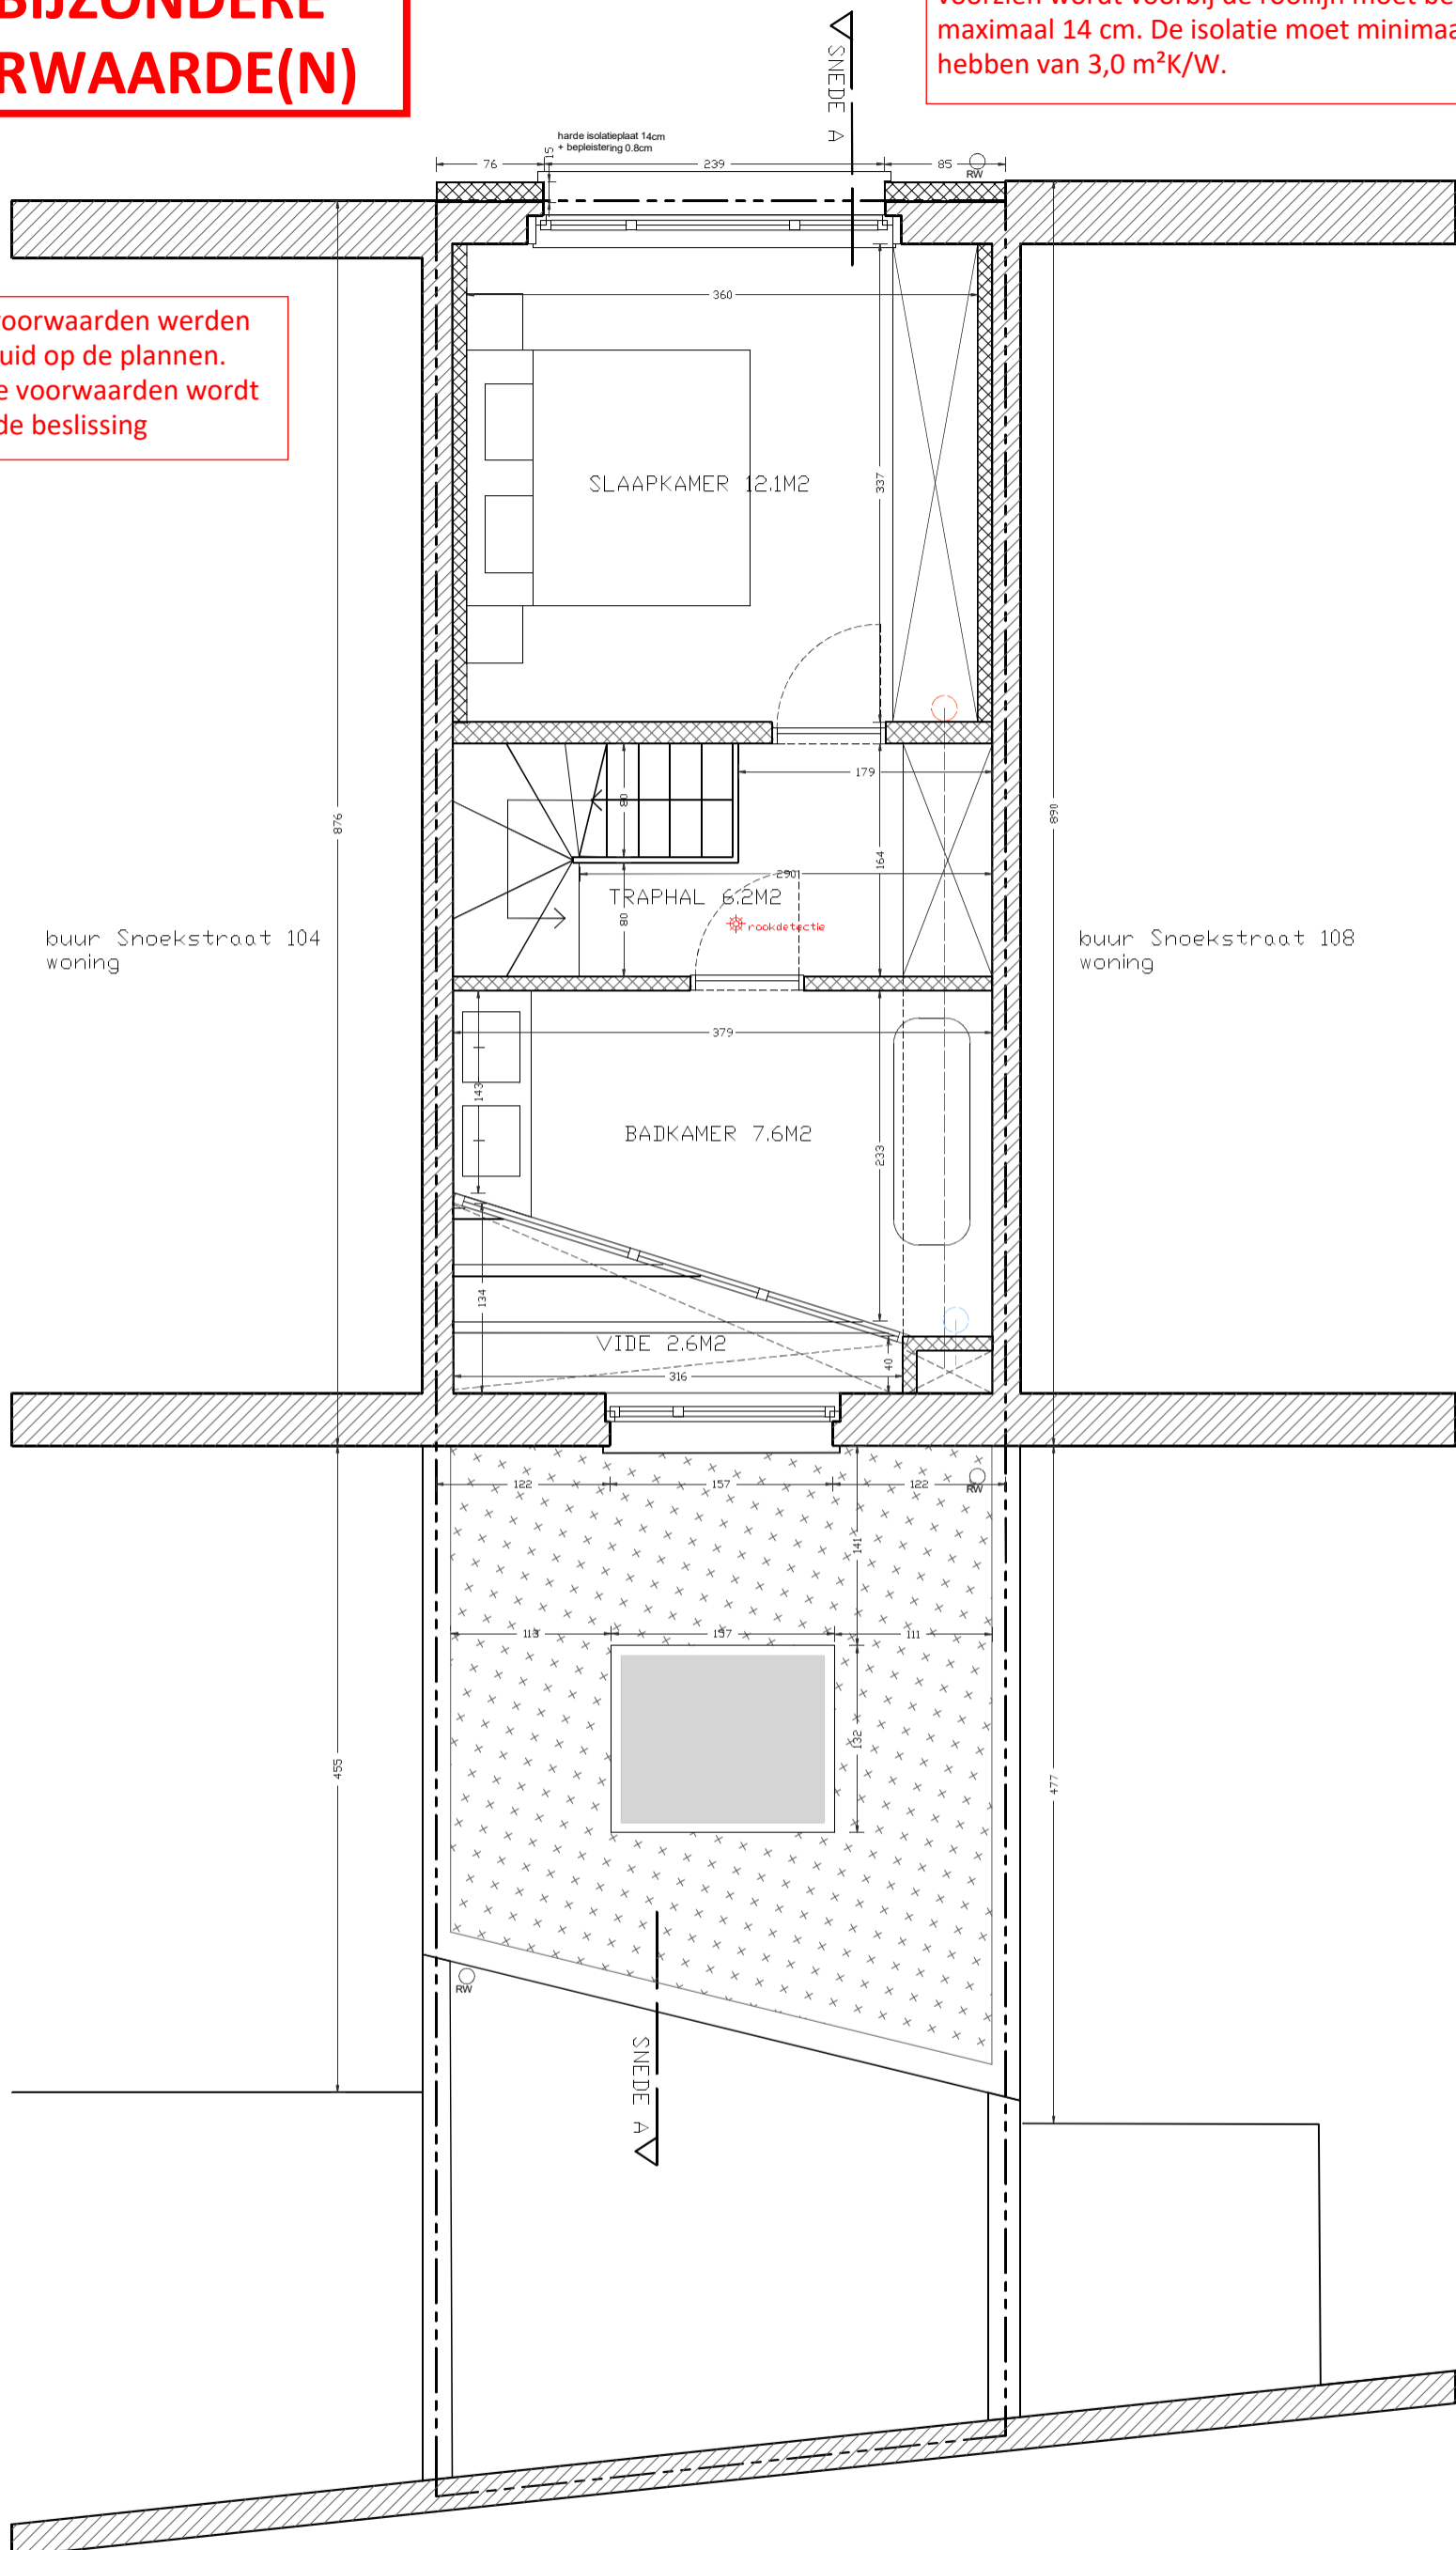 BIJZONDERE
RWAARDE(N)
maximaal 14 cm. De isolatie moet minimaa
hebben van 3,0 m²K/W.
SNEDE A
harde isolatieplaat 14cm
+ bepleistering 0.8cm
76
15
239
85
RW
360
voorwaarden werden
uid op de plannen.
e voorwaarden wordt
de beslissing
SLAAPKAMER 12.1M2
337
179
80
876
890
164
290
TRAPHAL 6.2M2
80
rookdetectie
buur Snoekstraat 104
woning
buur Snoekstraat 108
woning
379
143
BADKAMER 7.6M2
233
134
VIDE 2.6M2
40
316
122
157
122
RW
141
113
137
111
132
455
477
RW
SNEDE A